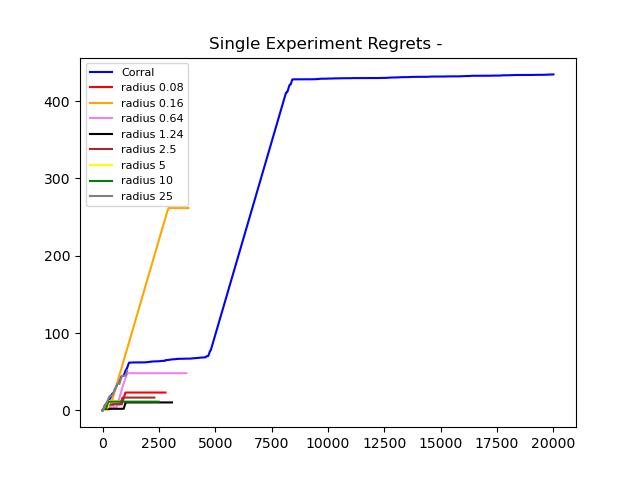 Single Experiment Regrets -
400
300
200
100
0
Corral
radius 0.08
radius 0.16
radius 0.64
radius 1.24
radius 2.5
radius 5
radius 10
radius 25
0 2500 5000 7500 10000 12500 15000 17500 20000